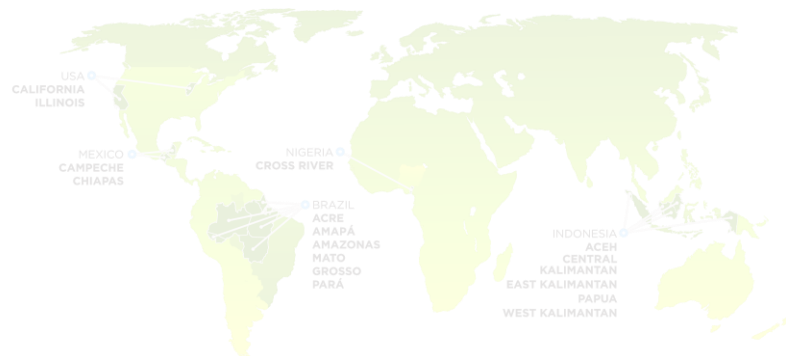 USA
CALIFORNIA
ILLINOIS
MEXICO
CAMPECHE
CHIAPAS
NIGERIA
CROSS RIVER
BRAZIL
ACRE
AMAPÁ
AMAZONAS
MATO
GROSSO
PARÁ
INDONESIA
ACEH
CENTRAL
KALIMANTAN
EAST KALIMANTAN
PAPUA
WEST KALIMANTAN